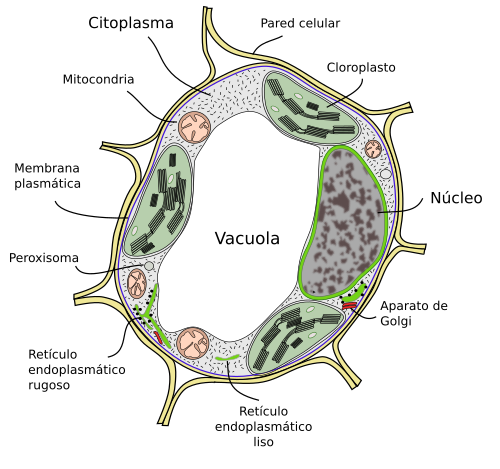 Citoplasma
Pared celular
Mitocondria
Cloroplasto
Membrana
plasmática
Núcleo
Vacuola
Peroxisoma
Aparato de
Golgi
Retículo
endoplasmático
rugoso
Retículo
endoplasmático
liso